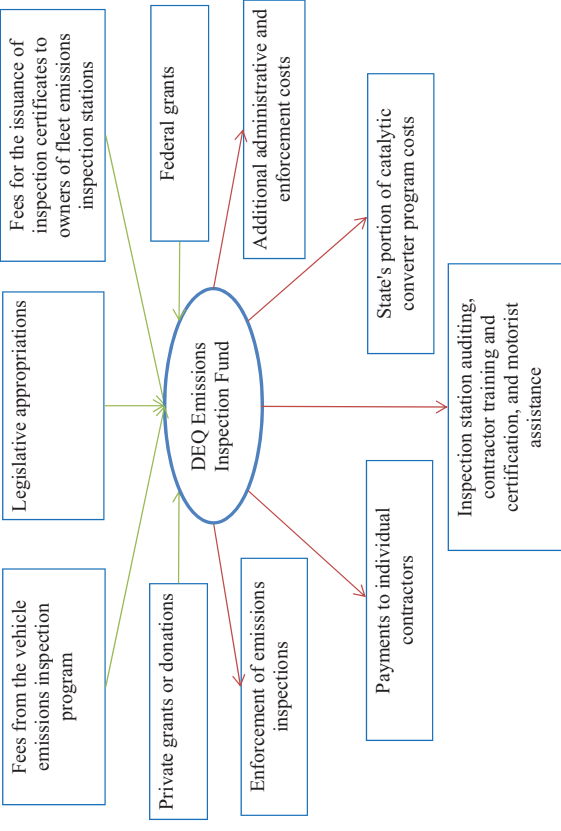 Fees from the vehicle
emissions inspection
program
Legislative appropriations
Fees for the issuance of
inspection certificates to
owners of fleet emissions
inspection stations
Private grants or donations
Federal grants
DEQ Emissions
Inspection Fund
Enforcement of emissions
inspections
Additional administrative and
enforcement costs
Payments to individual
contractors
State's portion of catalytic
converter program costs
Inspection station auditing,
contractor training and
certification, and motorist
assistance